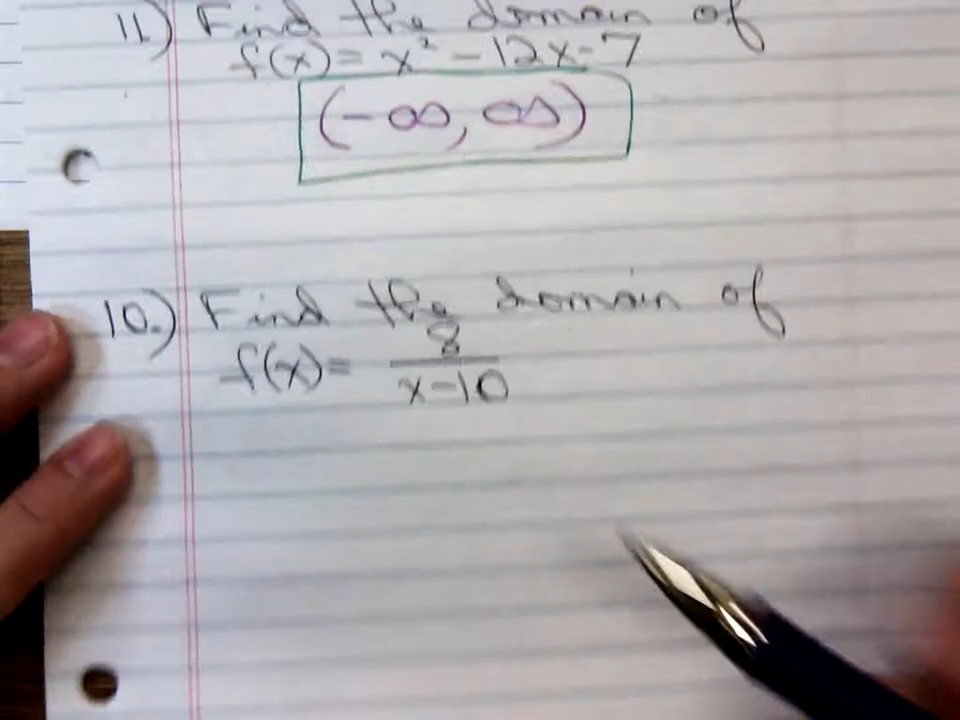 11.) Find the domain of
f(x) = x² - 12x - 7
(-∞, ∞)
10.) Find the domain of
f(x) = 8/(x-10)